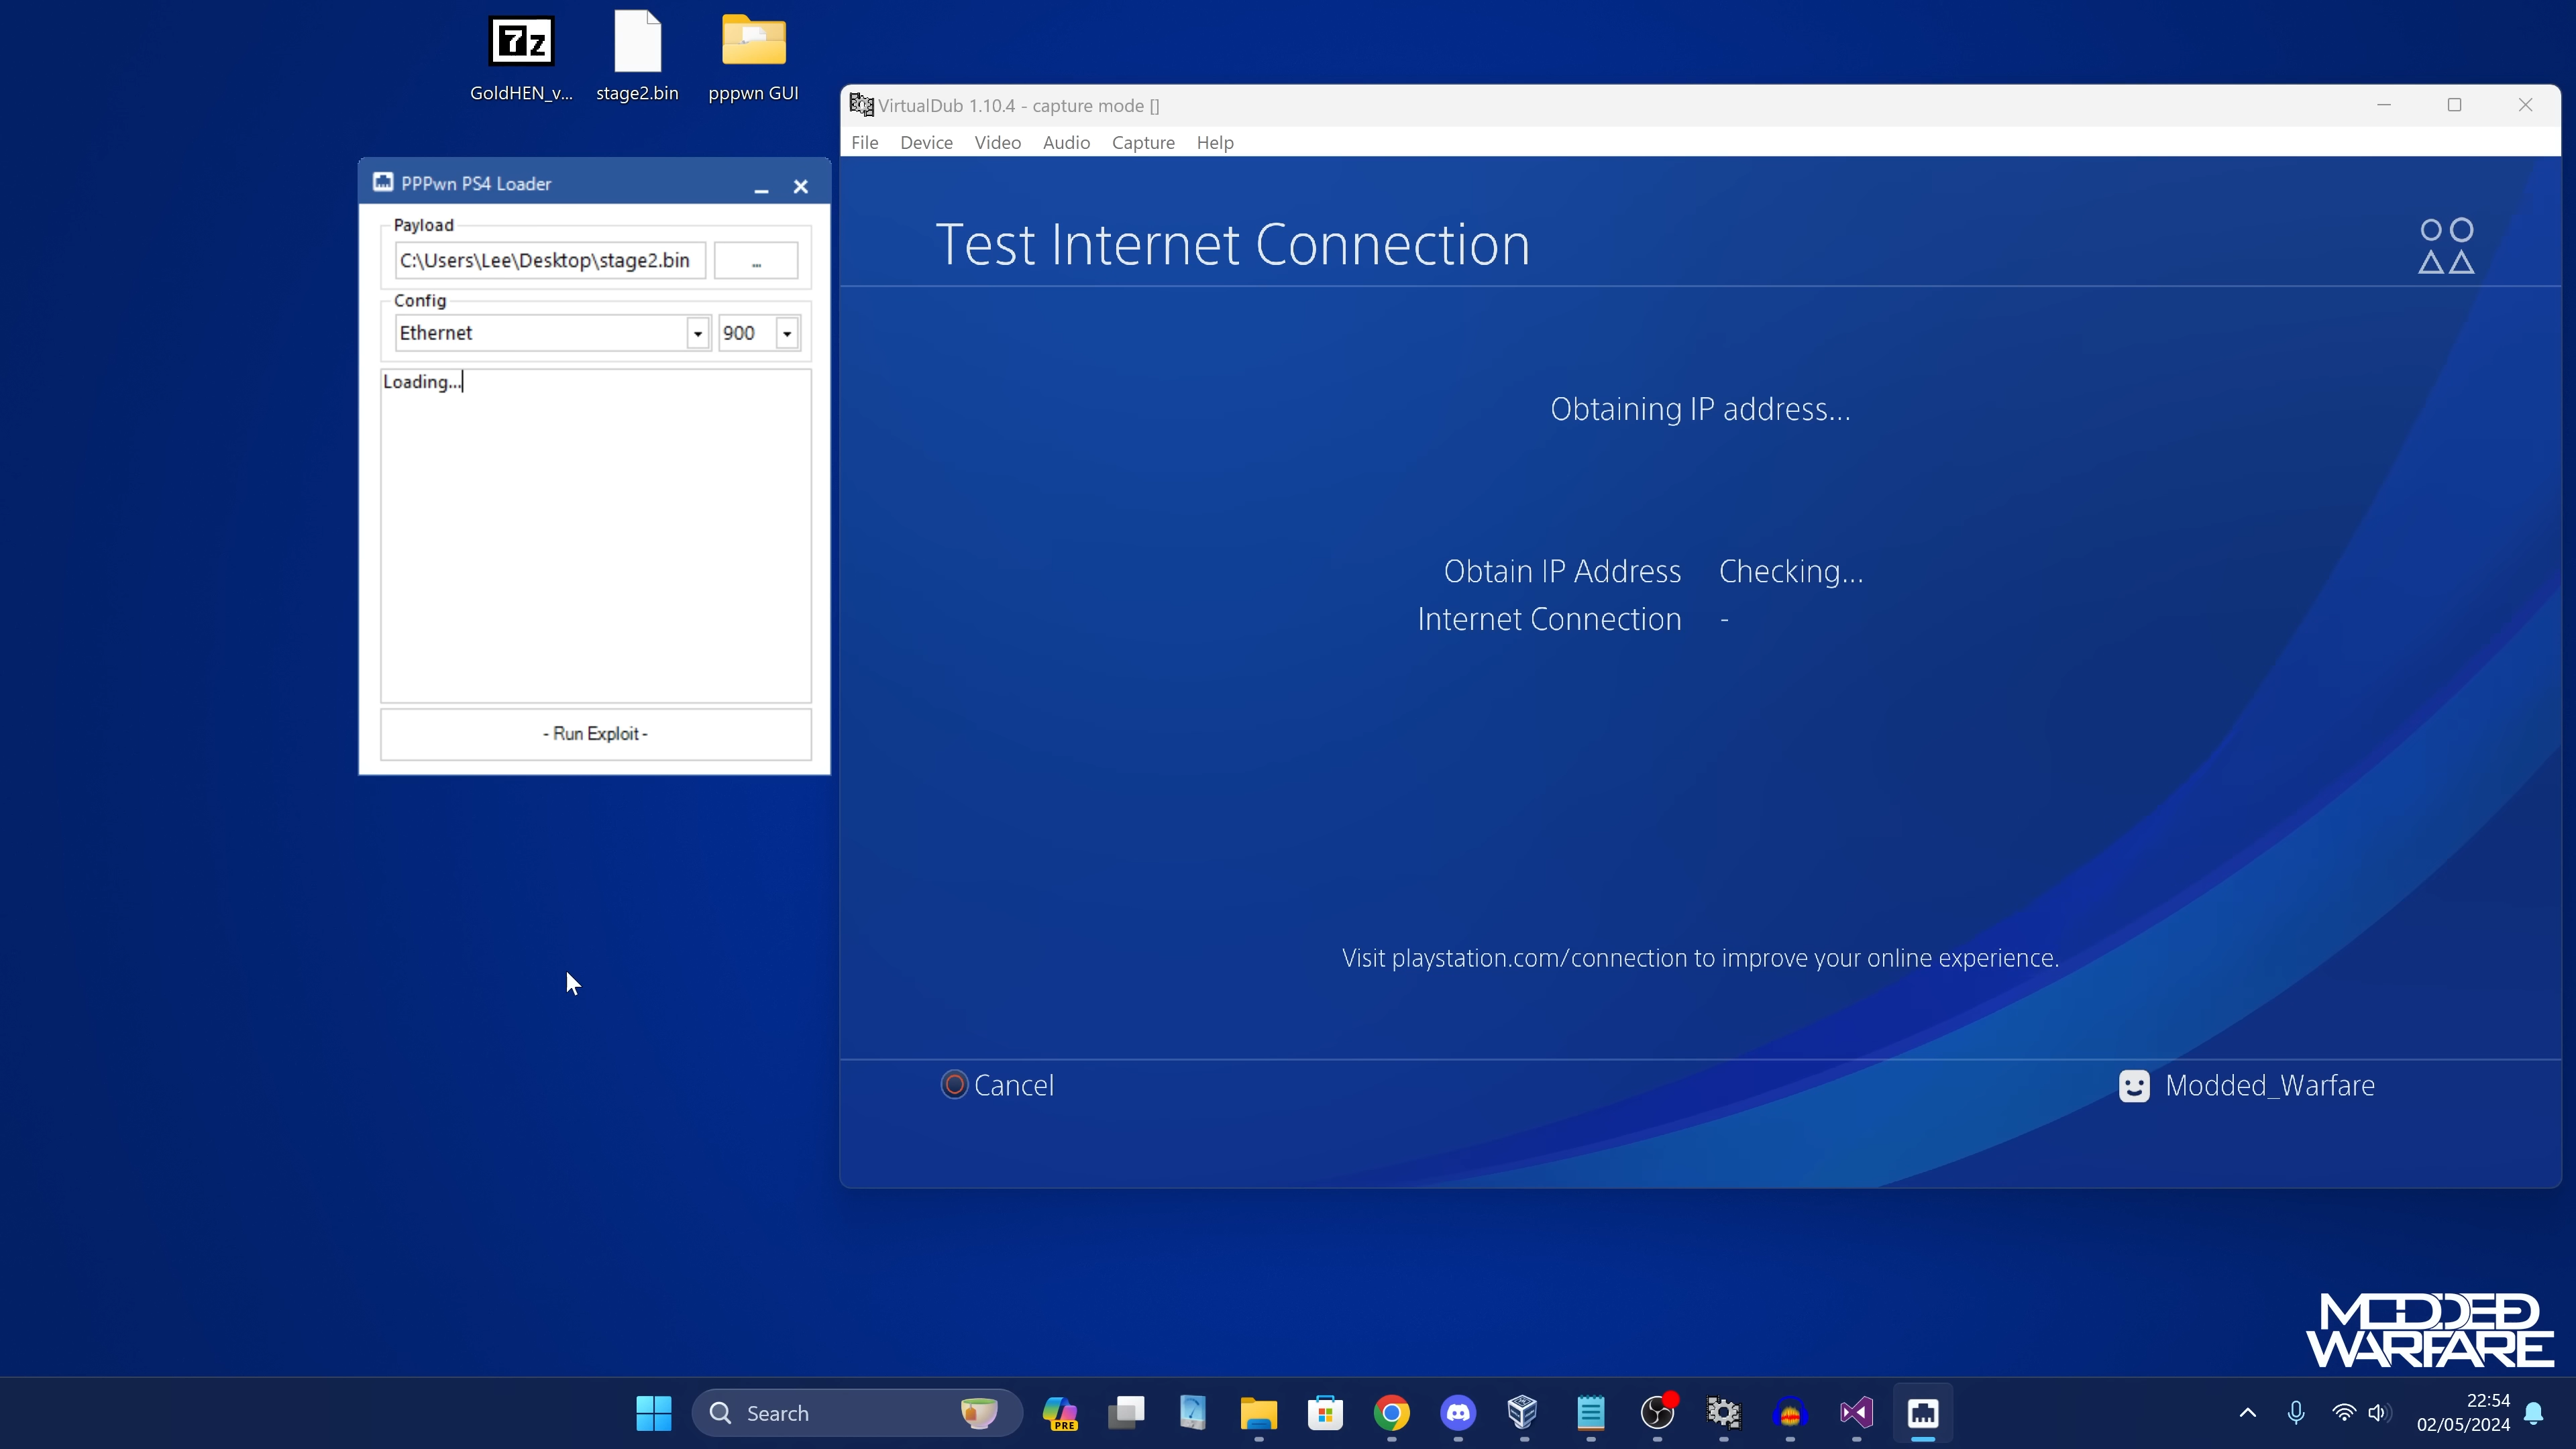 GoldHEN_v...
stage2.bin
pppwn GUI
VirtualDub 1.10.4 - capture mode []
File Device Video Audio Capture Help
PPPwn PS4 Loader
Payload
C:\Users\Lee\Desktop\stage2.bin
...
Config
Ethernet
900
Loading...
- Run Exploit -
Test Internet Connection
Obtaining IP address...
Obtain IP Address Checking...
Internet Connection -
Visit playstation.com/connection to improve your online experience.
Cancel
Modded_Warfare
MODDED
WARFARE
Search
PRE
22:54
02/05/2024